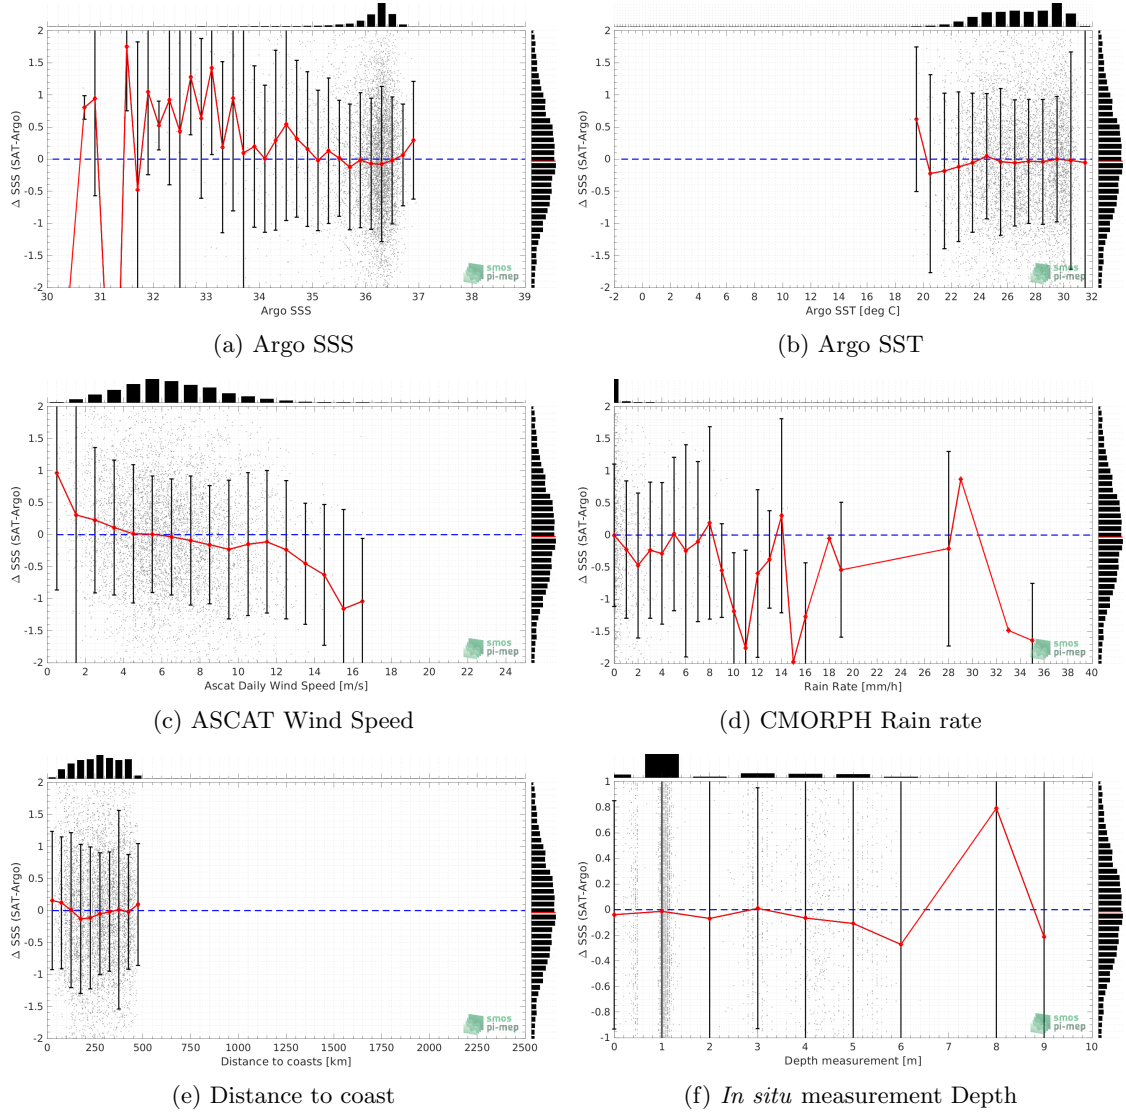 2
1.5
1
0.5
0
-0.5
-1
-1.5
-2
Δ SSS (SAT-Argo)
30 31 32 33 34 35 36 37 38 39
Argo SSS
smos
pi-mep
(a) Argo SSS
2
1.5
1
0.5
0
-0.5
-1
-1.5
-2
Δ SSS (SAT-Argo)
-2 0 2 4 6 8 10 12 14 16 18 20 22 24 26 28 30 32
Argo SST [deg C]
smos
pi-mep
(b) Argo SST
2
1.5
1
0.5
0
-0.5
-1
-1.5
-2
Δ SSS (SAT-Argo)
0 2 4 6 8 10 12 14 16 18 20 22 24
Ascat Daily Wind Speed [m/s]
smos
pi-mep
(c) ASCAT Wind Speed
2
1.5
1
0.5
0
-0.5
-1
-1.5
-2
Δ SSS (SAT-Argo)
0 2 4 6 8 10 12 14 16 18 20 22 24 26 28 30 32 34 36 38 40
Rain Rate [mm/h]
smos
pi-mep
(d) CMORPH Rain rate
2
1.5
1
0.5
0
-0.5
-1
-1.5
-2
Δ SSS (SAT-Argo)
0 250 500 750 1000 1250 1500 1750 2000 2250 2500
Distance to coasts [km]
smos
pi-mep
(e) Distance to coast
1
0.8
0.6
0.4
0.2
0
-0.2
-0.4
-0.6
-0.8
-1
Δ SSS (SAT-Argo)
0 1 2 3 4 5 6 7 8 9 10
Depth measurement [m]
smos
pi-mep
(f) In situ measurement Depth